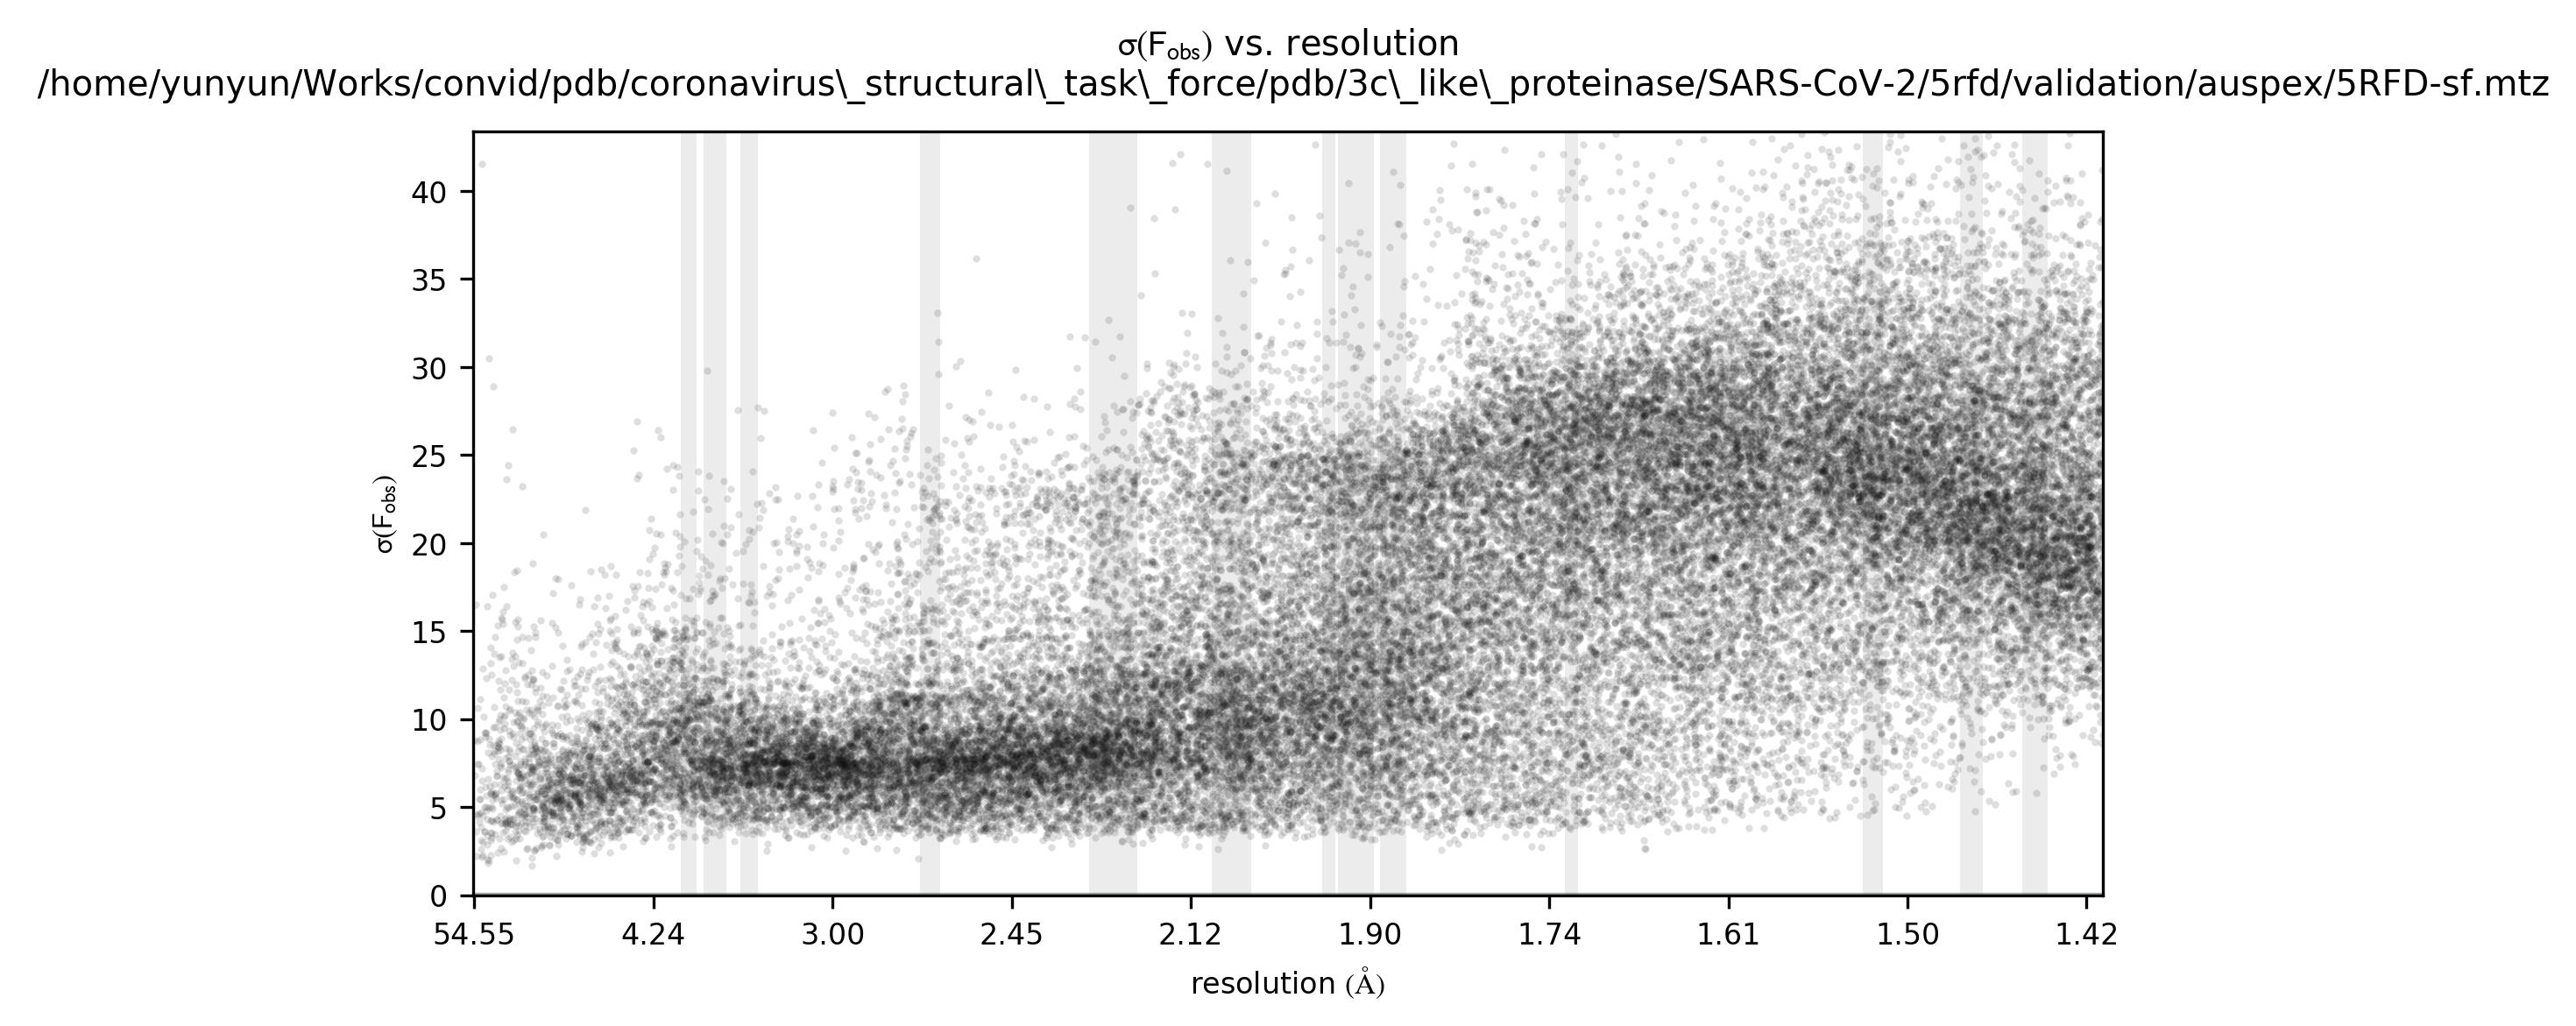 σ(Fobs) vs. resolution
/home/yunyun/Works/convid/pdb/coronavirus\_structural\_task\_force/pdb/3c\_like\_proteinase/SARS-CoV-2/5rfd/validation/auspex/5RFD-sf.mtz
40
35
30
25
20
15
10
5
0
σ(Fobs)
54.55 4.24 3.00 2.45 2.12 1.90 1.74 1.61 1.50 1.42
resolution (Å)